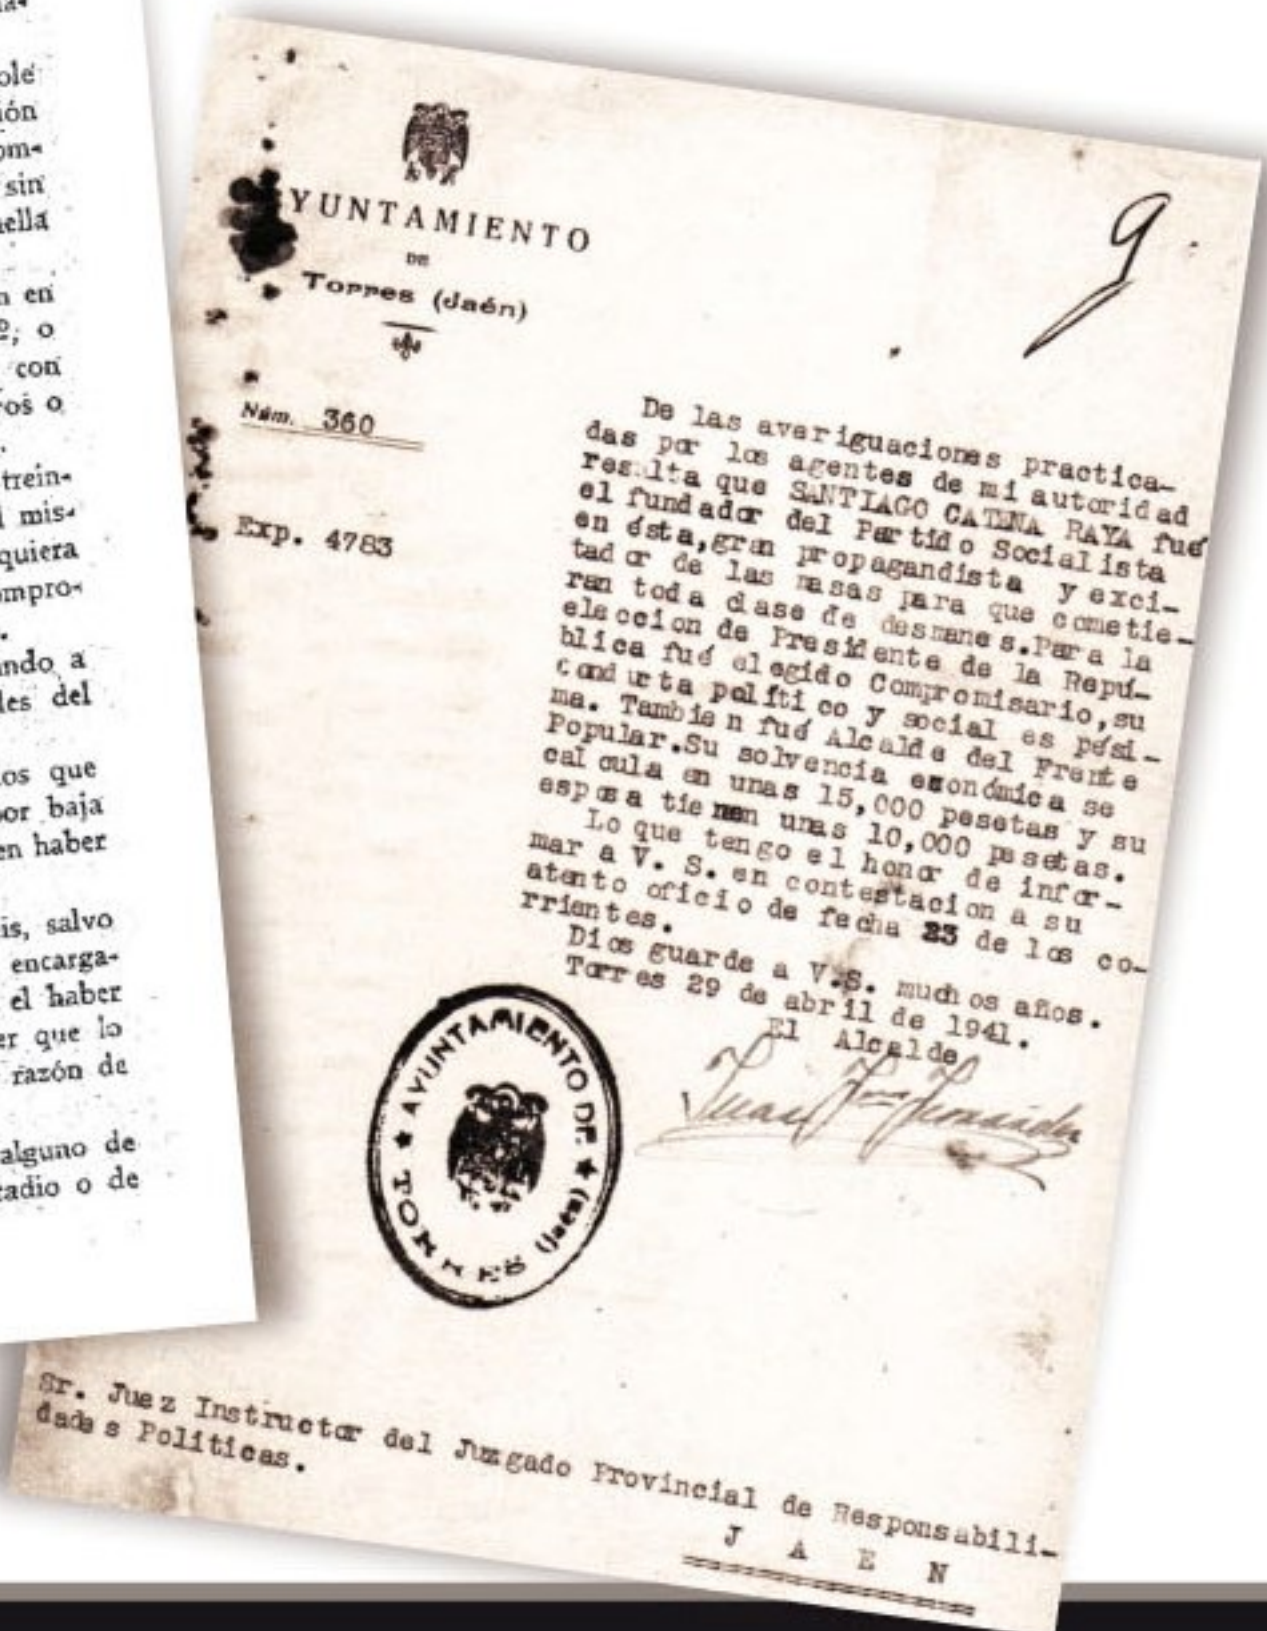 ole
ión
om-
sin
uella
n en
º, o
con
ros o
trein-
l mis-
quiera
ompro-
ando a
les del
los que
por baja
en haber
is, salvo
encarga-
el haber
er que lo
razón de
alguno de
radio o de
YUNTAMIENTO
DE
Torres (Jaén)
9.
Núm. 360
Exp. 4783
De las averiguaciones practica-
das por los agentes de mi autoridad
resulta que SANTIAGO CATENA RAYA fué
el fundador del Partido Socialista
en ésta, gran propagandista y exci-
tador de las masas para que cometie-
ran toda clase de desmanes. Para la
eleccion de Presidente de la Repú-
blica fué elegido Compromisario, su
conducta político y social es pési-
ma. Tambien fué Alcalde del Frente
Popular. Su solvencia económica se
calcula en unas 15,000 pesetas y su
esposa tienen unas 10,000 pesetas.
Lo que tengo el honor de infor-
mar a V. S. en contestacion a su
atento oficio de fecha 23 de los co-
rrientes.
Dios guarde a V.S. muchos años.
Torres 29 de abril de 1941.
El Alcalde
AYUNTAMIENTO DE
TORRES (Jaén)
Sr. Juez Instructor del Juzgado Provincial de Responsabili-
dades Politicas.
J A E N